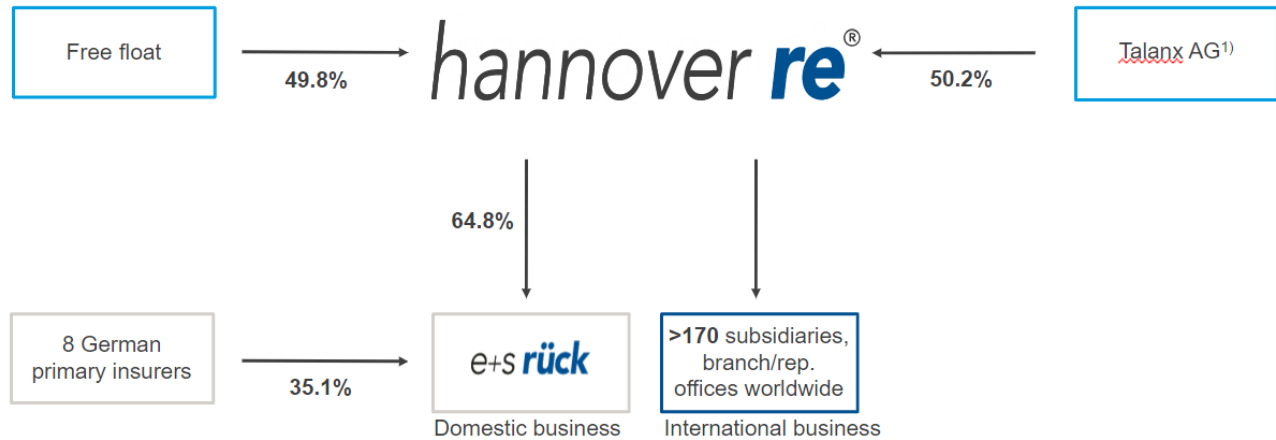 Free float
49.8%
hannover re®
50.2%
Talanx AG1)
64.8%
8 German
primary insurers
35.1%
e+s rück
>170 subsidiaries,
branch/rep.
offices worldwide
Domestic business
International business